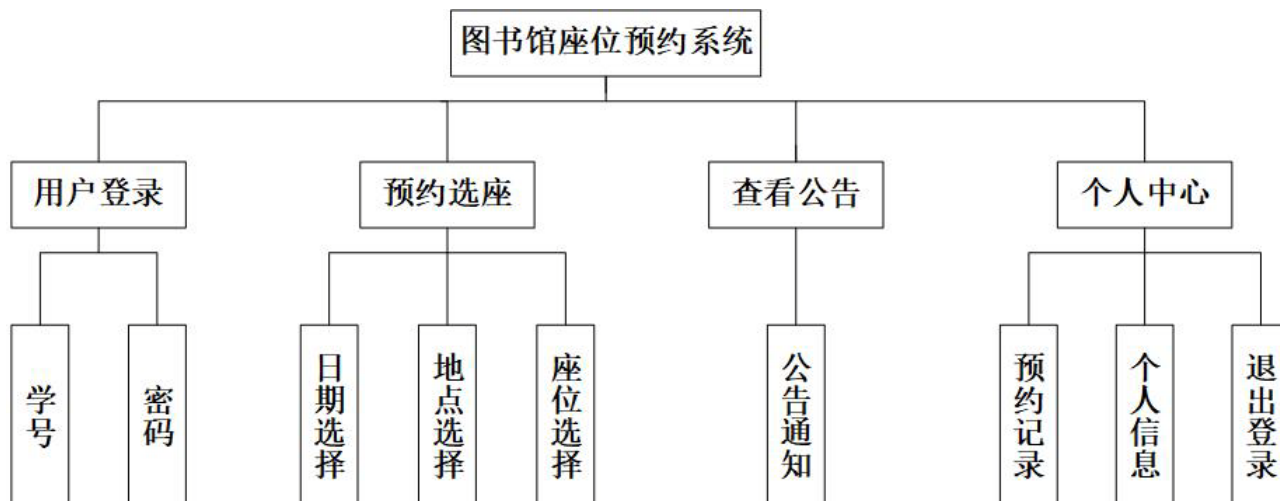 图书馆座位预约系统
用户登录
预约选座
查看公告
个人中心
学号
密码
日期选择
地点选择
座位选择
公告通知
预约记录
个人信息
退出登录